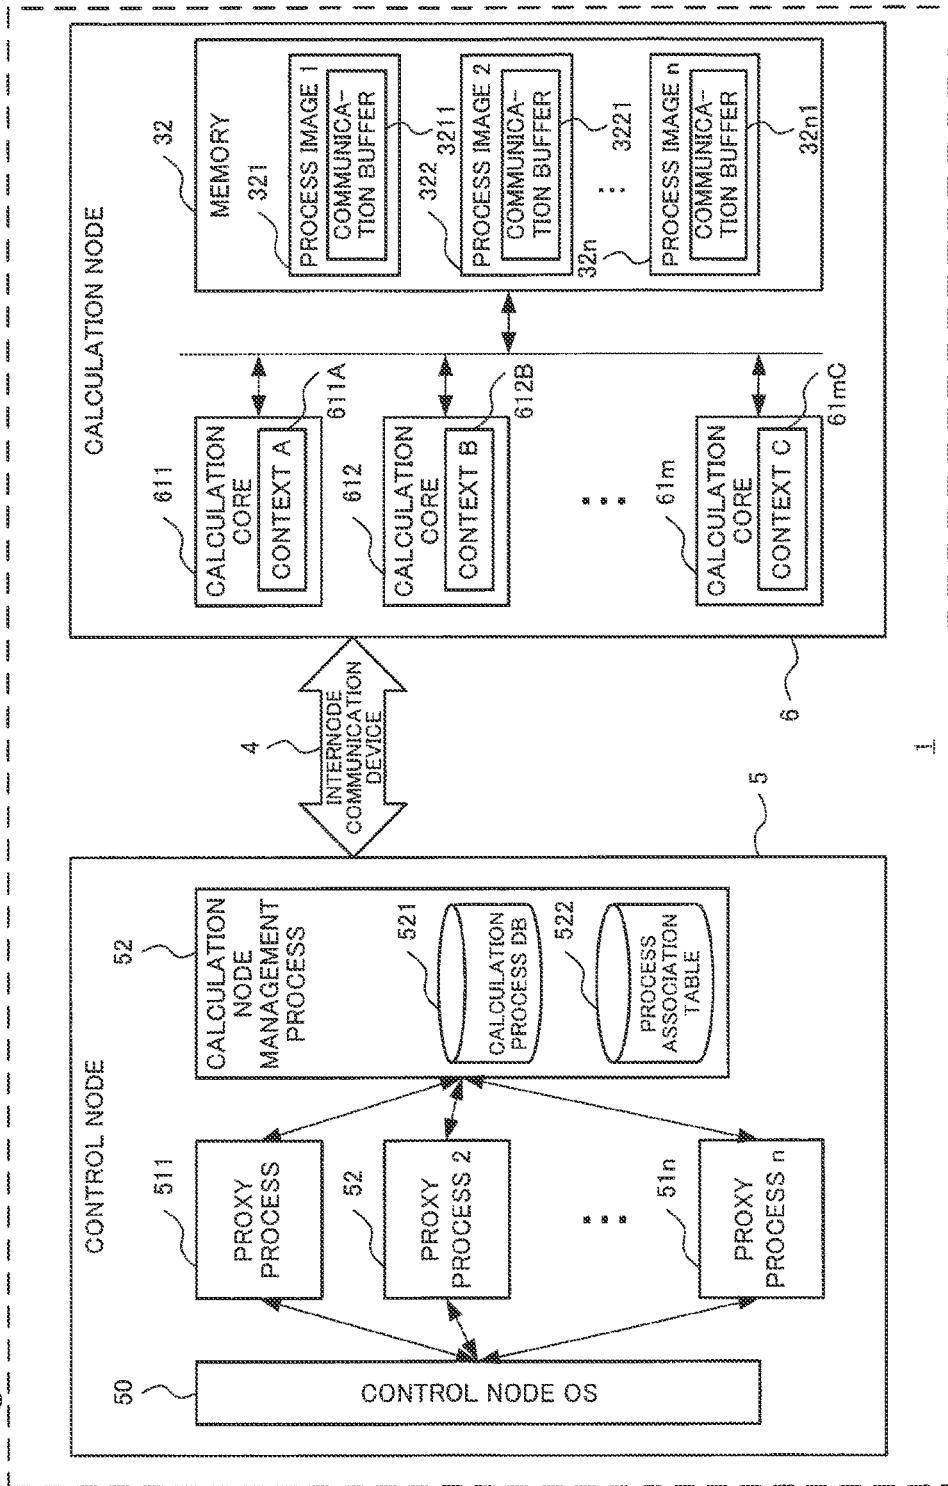 CONTROL NODE
50
CONTROL NODE OS
511
PROXY
PROCESS
52
PROXY
PROCESS 2
51n
PROXY
PROCESS n
52
CALCULATION
NODE
MANAGEMENT
PROCESS
521
CALCULATION
PROCESS DB
522
PROCESS
ASSOCIATION
TABLE
5
4
INTERNODE
COMMUNICATION
DEVICE
CALCULATION NODE
6
611
CALCULATION
CORE
CONTEXT A
611A
612
CALCULATION
CORE
CONTEXT B
612B
61m
CALCULATION
CORE
CONTEXT C
61mC
32
MEMORY
321
PROCESS IMAGE 1
COMMUNICA-
TION BUFFER
3211
322
PROCESS IMAGE 2
COMMUNICA-
TION BUFFER
3221
32n
PROCESS IMAGE n
COMMUNICA-
TION BUFFER
32n1
1